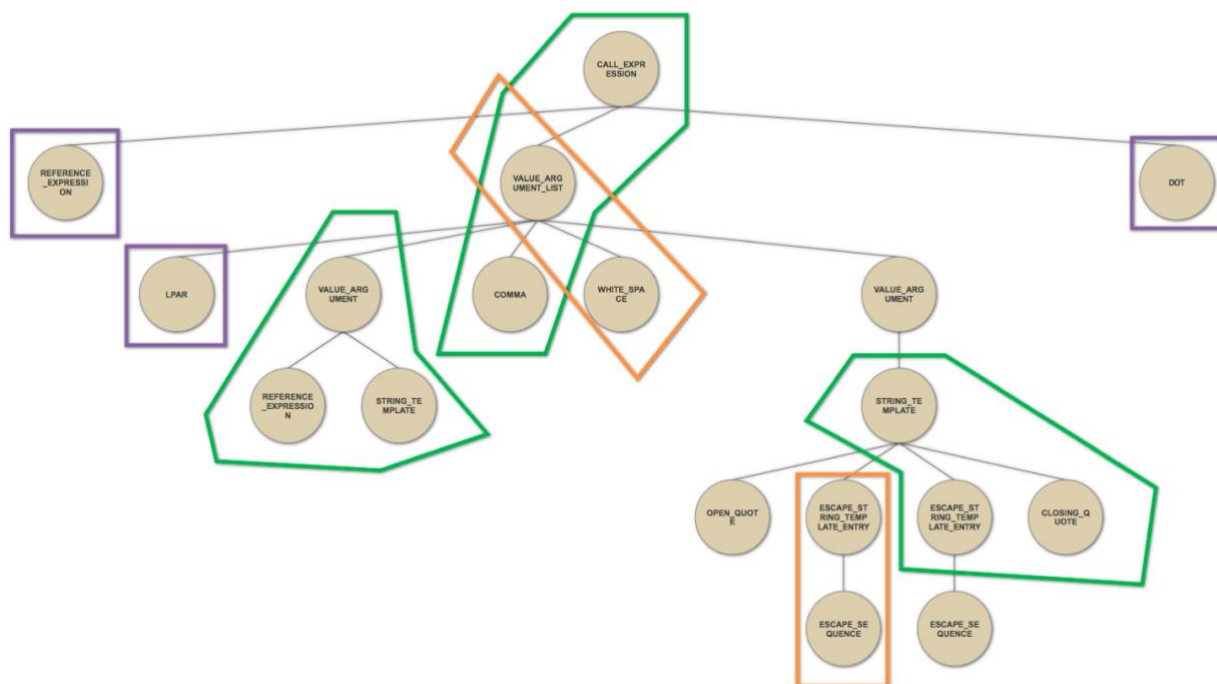 CALL_EXPR
ESSION
REFERENCE
_EXPRESSI
ON
VALUE_ARG
UMENT_LIST
DOT
LPAR
VALUE_ARG
UMENT
COMMA
WHITE_SPA
CE
VALUE_ARG
UMENT
REFERENCE
_EXPRESSIO
N
STRING_TE
MPLATE
STRING_TE
MPLATE
OPEN_QUOT
E
ESCAPE_ST
RING_TEMP
LATE_ENTRY
ESCAPE_ST
RING_TEMP
LATE_ENTRY
CLOSING_Q
UOTE
ESCAPE_SE
QUENCE
ESCAPE_SE
QUENCE